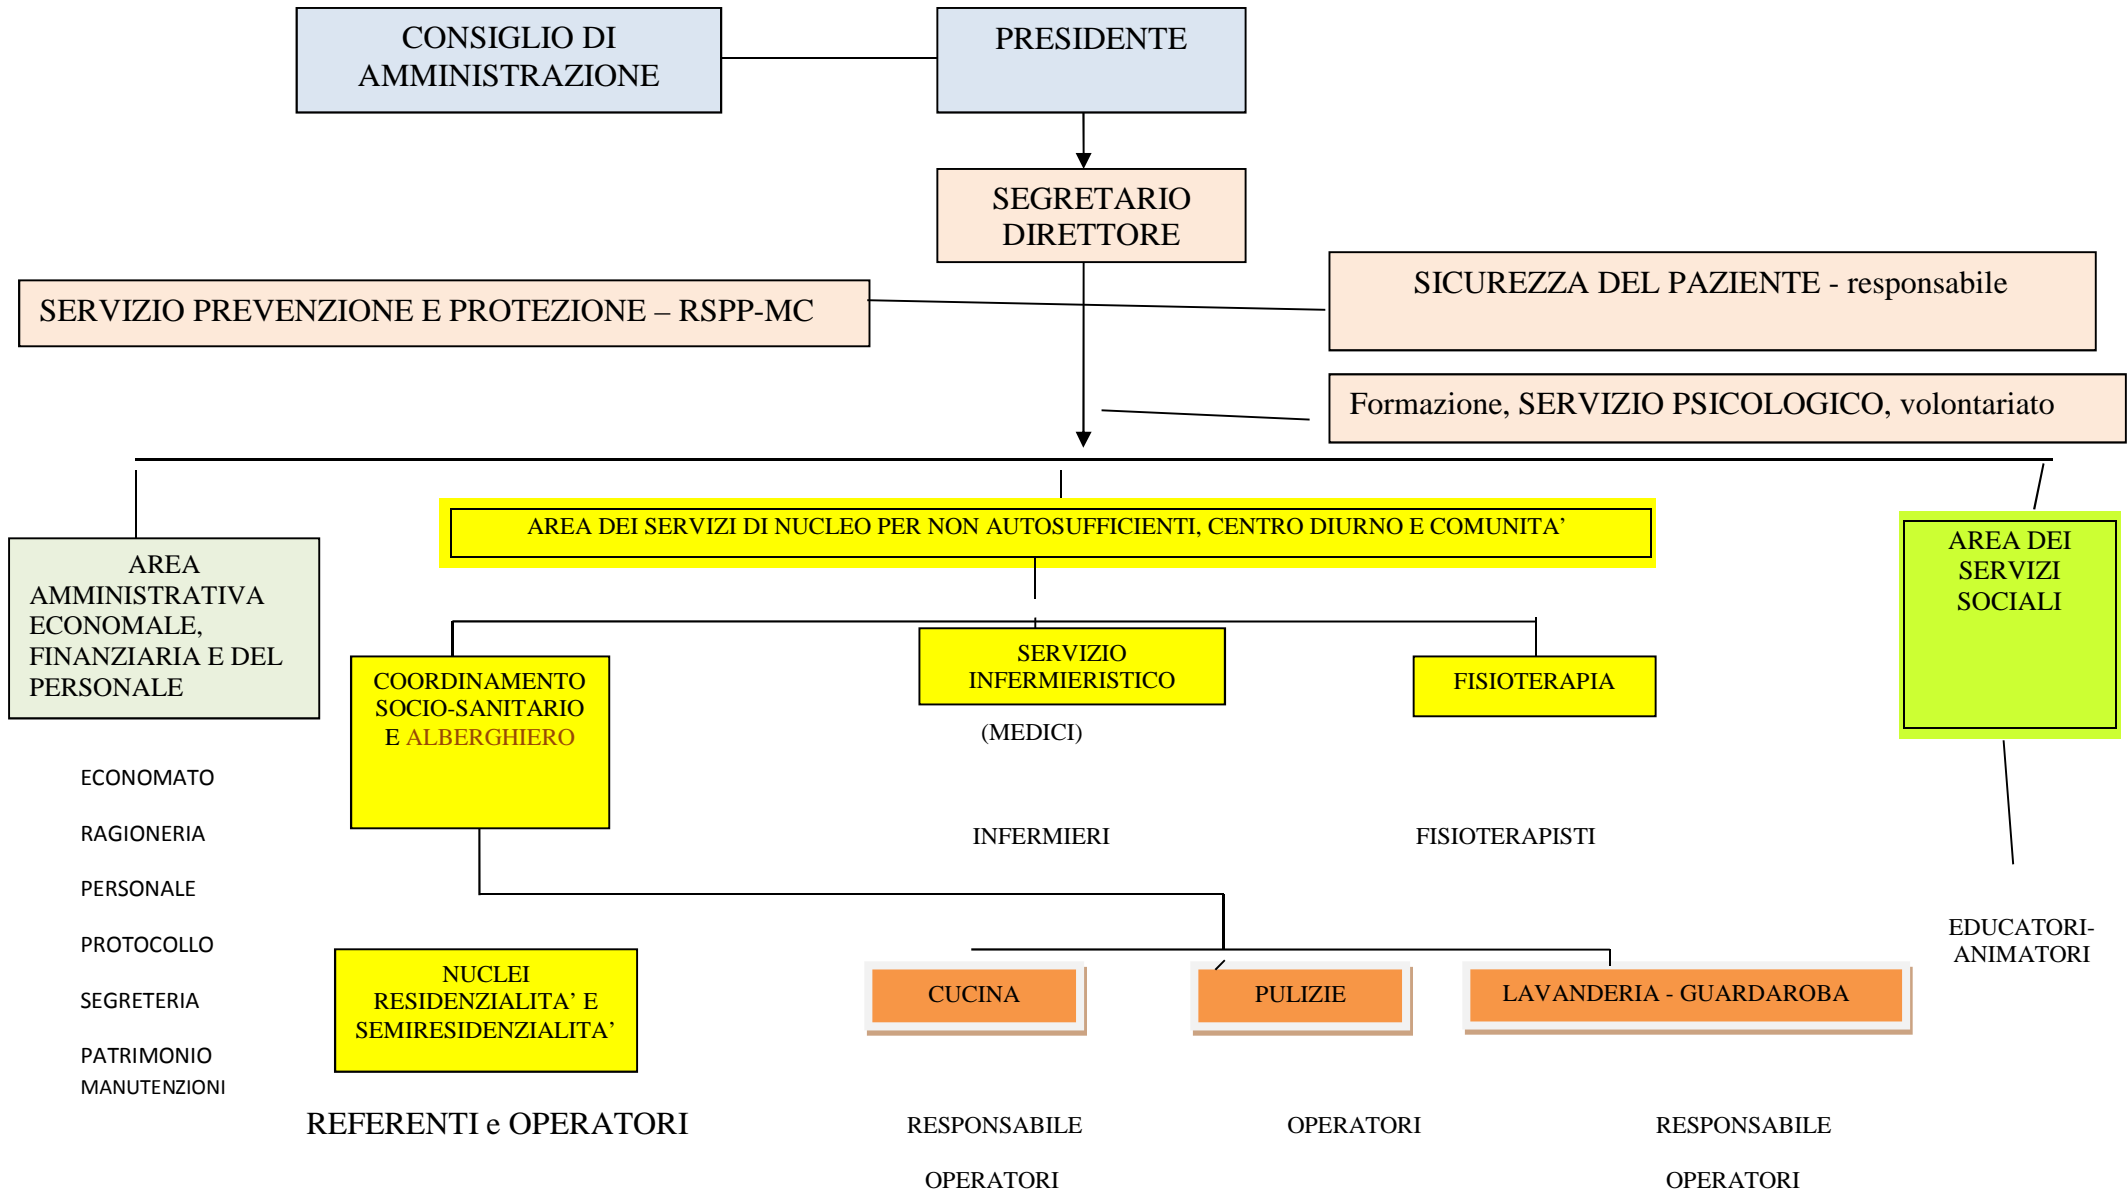 CONSIGLIO DI
AMMINISTRAZIONE
PRESIDENTE
SEGRETARIO
DIRETTORE
SERVIZIO PREVENZIONE E PROTEZIONE – RSPP-MC
SICUREZZA DEL PAZIENTE - responsabile
Formazione, SERVIZIO PSICOLOGICO, volontariato
AREA
AMMINISTRATIVA
ECONOMALE,
FINANZIARIA E DEL
PERSONALE
ECONOMATO
RAGIONERIA
PERSONALE
PROTOCOLLO
SEGRETERIA
PATRIMONIO
MANUTENZIONI
AREA DEI SERVIZI DI NUCLEO PER NON AUTOSUFFICIENTI, CENTRO DIURNO E COMUNITA’
COORDINAMENTO
SOCIO-SANITARIO
E ALBERGHIERO
SERVIZIO
INFERMIERISTICO
(MEDICI)
INFERMIERI
FISIOTERAPIA
FISIOTERAPISTI
AREA DEI
SERVIZI
SOCIALI
EDUCATORI-
ANIMATORI
NUCLEI
RESIDENZIALITA’ E
SEMIRESIDENZIALITA’
REFERENTI e OPERATORI
CUCINA
RESPONSABILE
OPERATORI
PULIZIE
OPERATORI
LAVANDERIA - GUARDAROBA
RESPONSABILE
OPERATORI